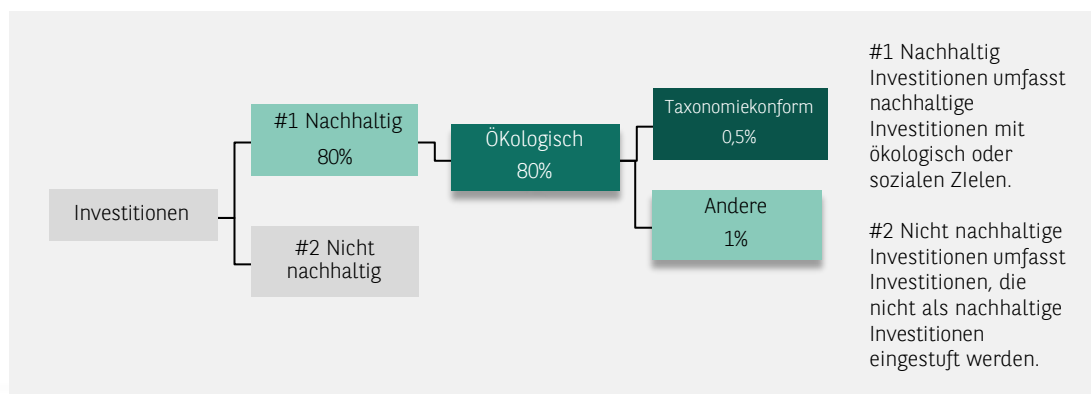 Investitionen
#1 Nachhaltig
80%
#2 Nicht
nachhaltig
ÖKologisch
80%
Taxonomiekonform
0,5%
Andere
1%
#1 Nachhaltig
Investitionen umfasst
nachhaltige
Investitionen mit
ökologisch oder
sozialen ZIelen.
#2 Nicht nachhaltige
Investitionen umfasst
Investitionen, die
nicht als nachhaltige
Investitionen
eingestuft werden.